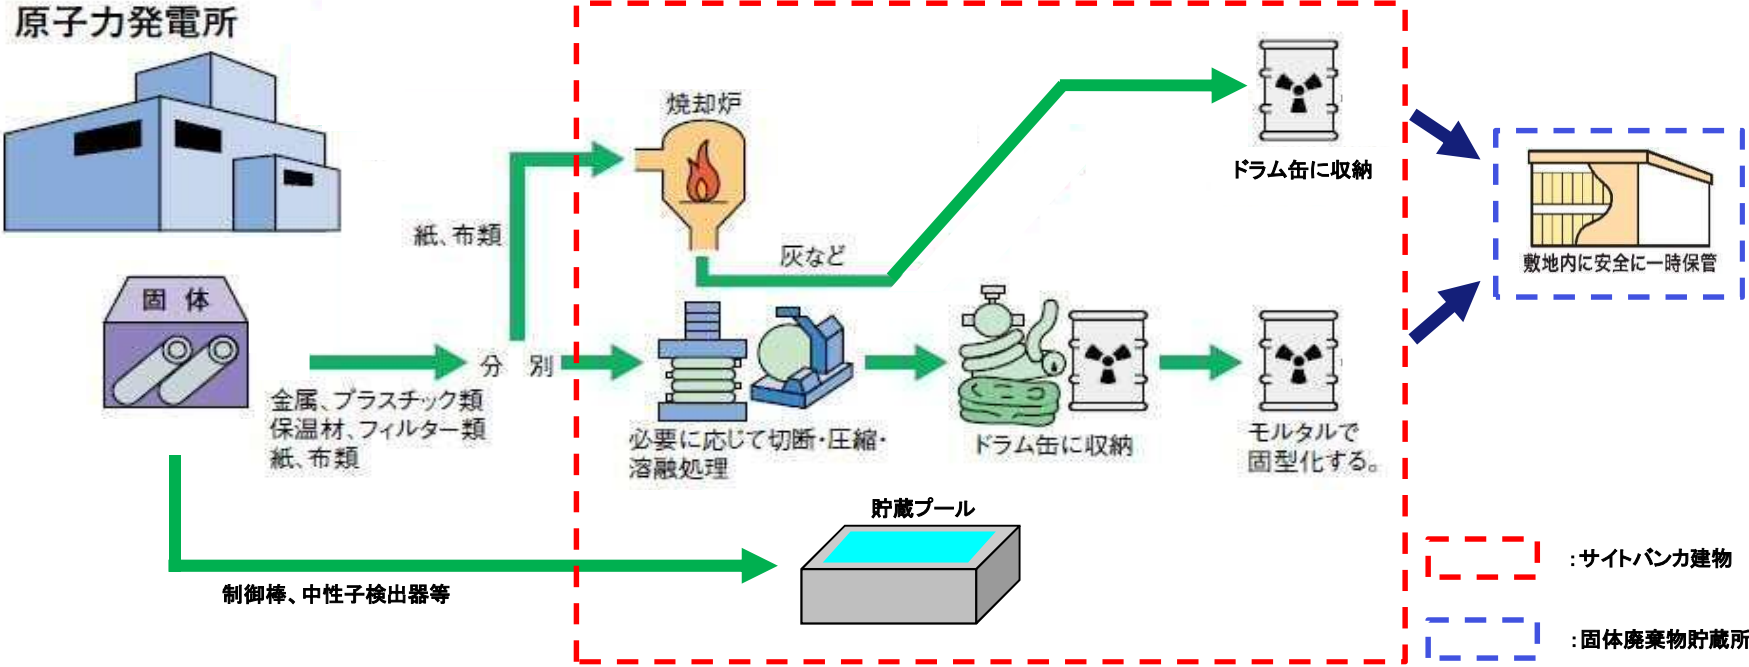 原子力発電所
焼却炉
ドラム缶に収納
紙、布類
灰など
敷地内に安全に一時保管
固 体
分 別
金属、プラスチック類
保温材、フィルター類
紙、布類
必要に応じて切断・圧縮・
溶融処理
ドラム缶に収納
モルタルで
固型化する。
貯蔵プール
制御棒、中性子検出器等
:サイトバンカ建物
:固体廃棄物貯蔵所